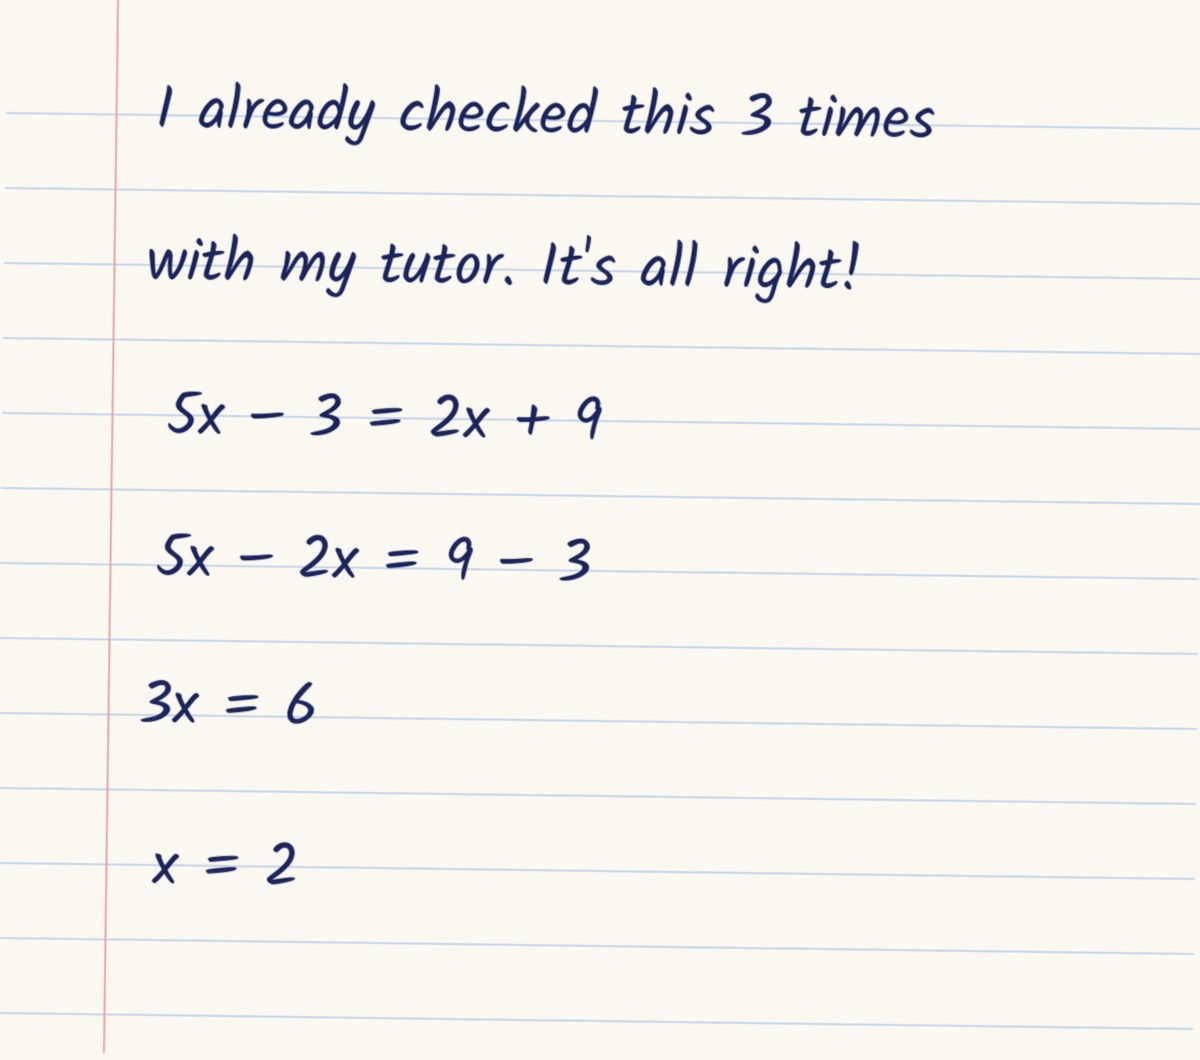 I already checked this 3 times
with my tutor. It's all right!
5x − 3 = 2x + 9
5x − 2x = 9 − 3
3x = 6
x = 2